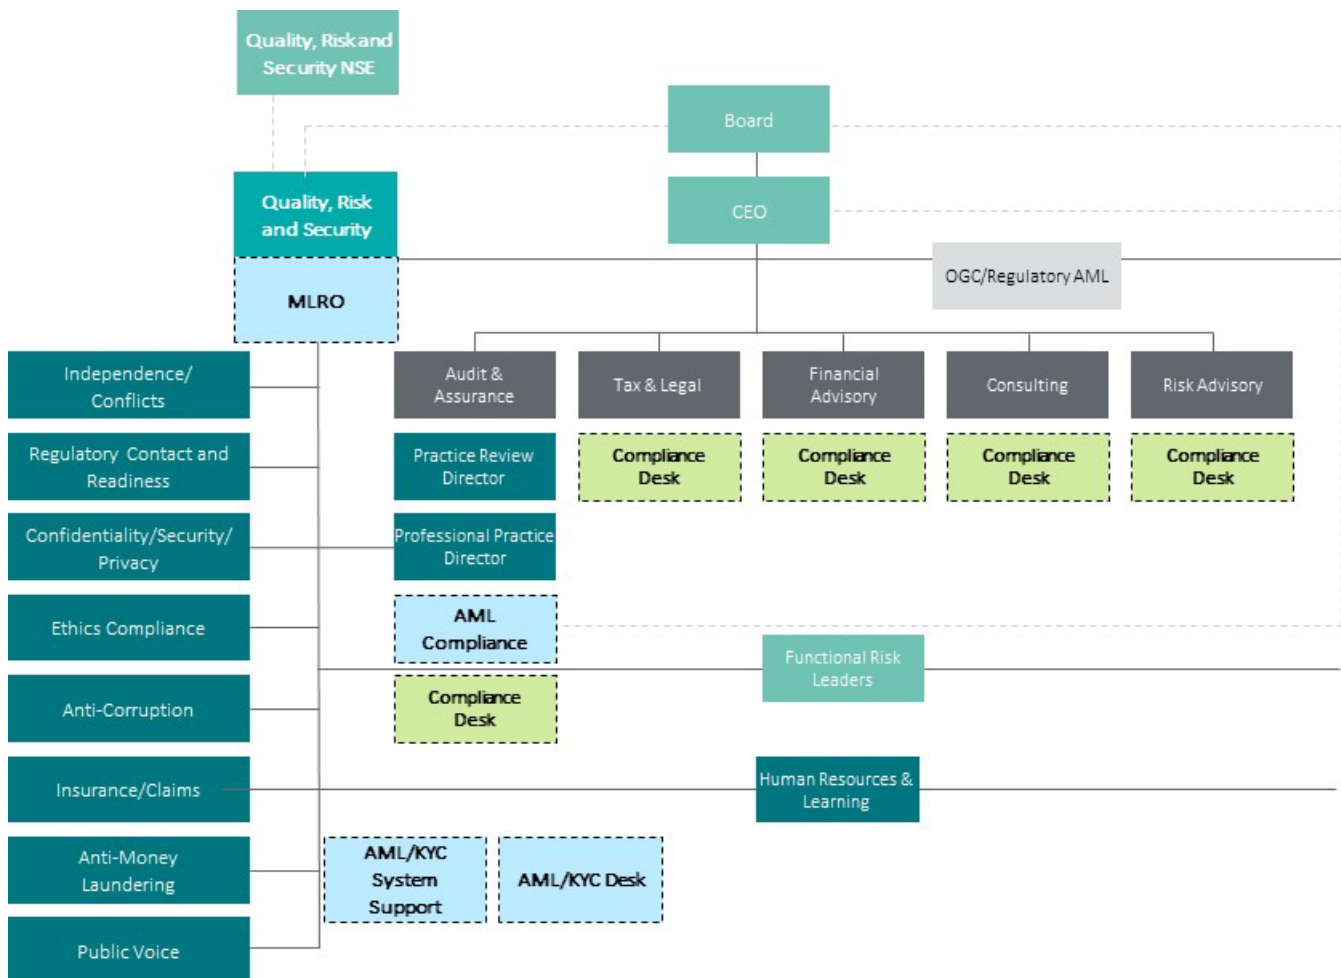 Quality, Risk and
Security NSE
Board
Quality, Risk
and Security
CEO
MLRO
OGC/Regulatory AML
Independence/
Conflicts
Audit &
Assurance
Tax & Legal
Financial
Advisory
Consulting
Risk Advisory
Regulatory Contact and
Readiness
Practice Review
Director
Compliance
Desk
Compliance
Desk
Compliance
Desk
Compliance
Desk
Confidentiality/Security/
Privacy
Professional Practice
Director
Ethics Compliance
AML
Compliance
Functional Risk
Leaders
Anti-Corruption
Compliance
Desk
Insurance/Claims
Human Resources &
Learning
Anti-Money
Laundering
AML/KYC
System
Support
AML/KYC Desk
Public Voice